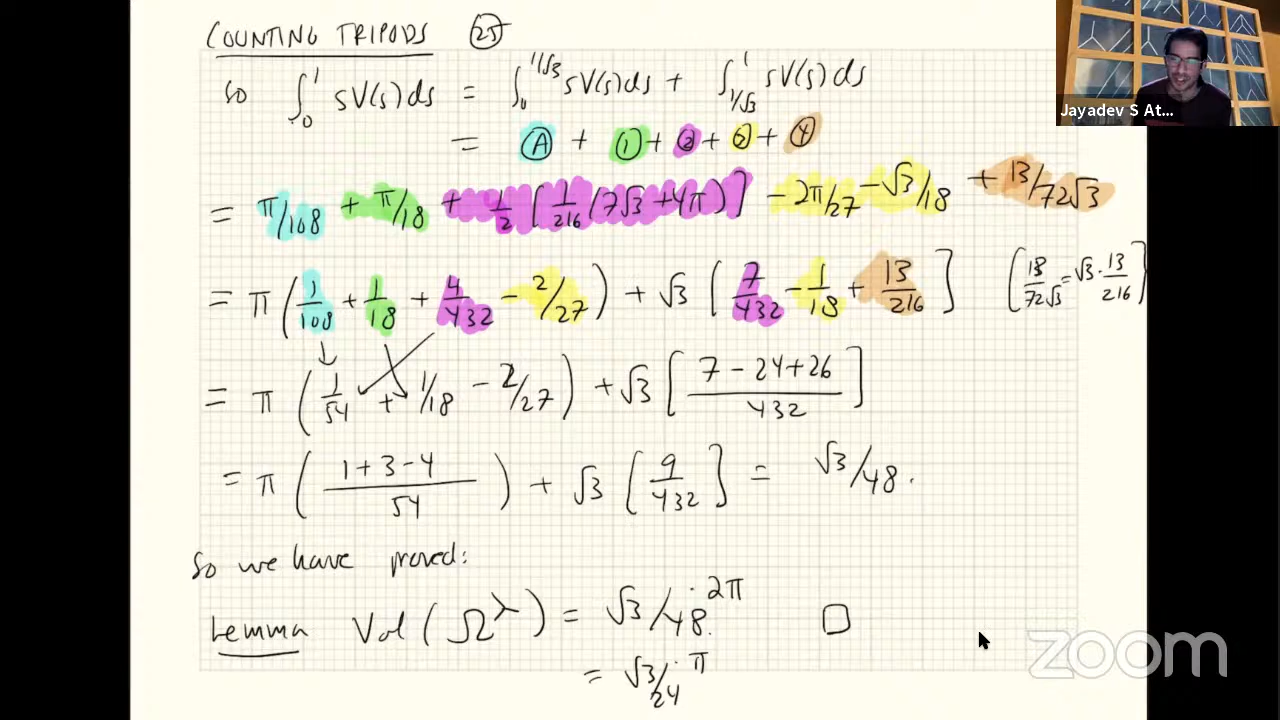 COUNTING TRIPODS 25
So ∫₀¹ sV(s)ds = ∫₀^{1/√3} sV(s)ds + ∫_{1/√3}¹ sV(s)ds
= Ⓐ + ① + ② + ③ + ④
= π/108 + π/18 + 1/2 [1/216 (7√3 + 4π)] - 2π/27 - √3/18 + 13/72√3
= π (1/108 + 1/18 + 4/432 - 2/27) + √3 [7/432 - 1/18 + 13/216] [13/72√3 = √3 · 13/216]
= π (1/54 + 1/18 - 2/27) + √3 [(7 - 24 + 26)/432]
= π ((1 + 3 - 4)/54) + √3 [9/432] = √3/48.
So we have proved:
Lemma Vol(Ω^⅄) = √3/48 · 2π □
= √3/24 · π
Jayadev S At...
zoom